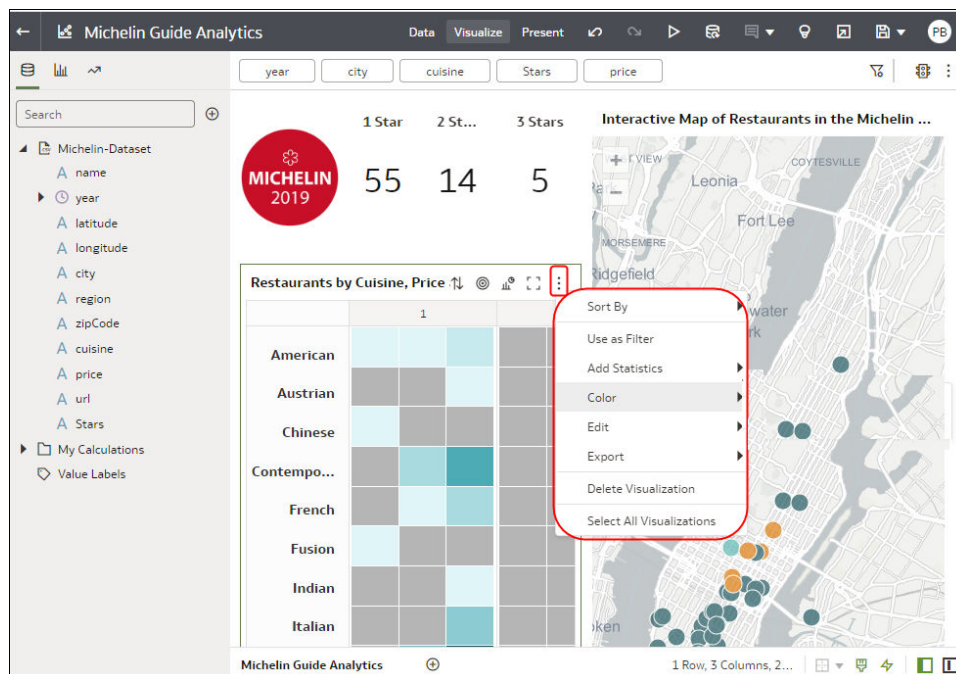 Michelin Guide Analytics
Data Visualize Present
PB
year city cuisine Stars price
Search
Michelin-Dataset
name
year
latitude
longitude
city
region
zipCode
cuisine
price
url
Stars
My Calculations
Value Labels
MICHELIN
2019
1 Star 2 St... 3 Stars
55 14 5
Restaurants by Cuisine, Price
1
American
Austrian
Chinese
Contempo...
French
Fusion
Indian
Italian
Sort By
Use as Filter
Add Statistics
Color
Edit
Export
Delete Visualization
Select All Visualizations
Interactive Map of Restaurants in the Michelin ...
COYTESVILLE
Leonia
Fort Lee
MORSEMERE
Ridgefield
Michelin Guide Analytics
1 Row, 3 Columns, 2...